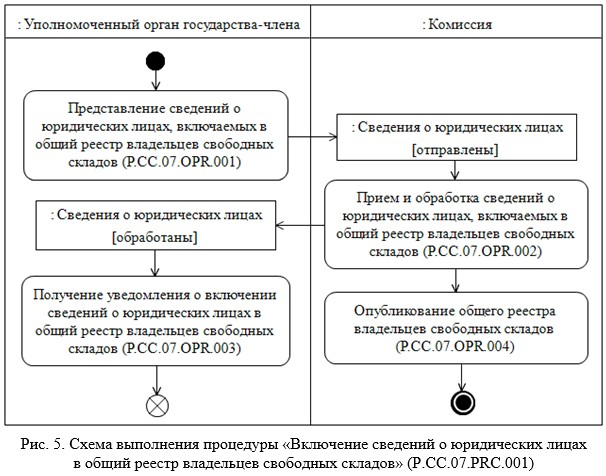 : Уполномоченный орган государства-члена
: Комиссия
Представление сведений о
юридических лицах, включаемых в
общий реестр владельцев свободных
складов (P.CC.07.OPR.001)
: Сведения о юридических лицах
[отправлены]
Прием и обработка сведений о
юридических лицах, включаемых в
общий реестр владельцев свободных
складов (P.CC.07.OPR.002)
: Сведения о юридических лицах
[обработаны]
Получение уведомления о включении
сведений о юридических лицах в
общий реестр владельцев свободных
складов (P.CC.07.OPR.003)
Опубликование общего реестра
владельцев свободных складов
(P.CC.07.OPR.004)
Рис. 5. Схема выполнения процедуры «Включение сведений о юридических лицах
в общий реестр владельцев свободных складов» (P.CC.07.PRC.001)